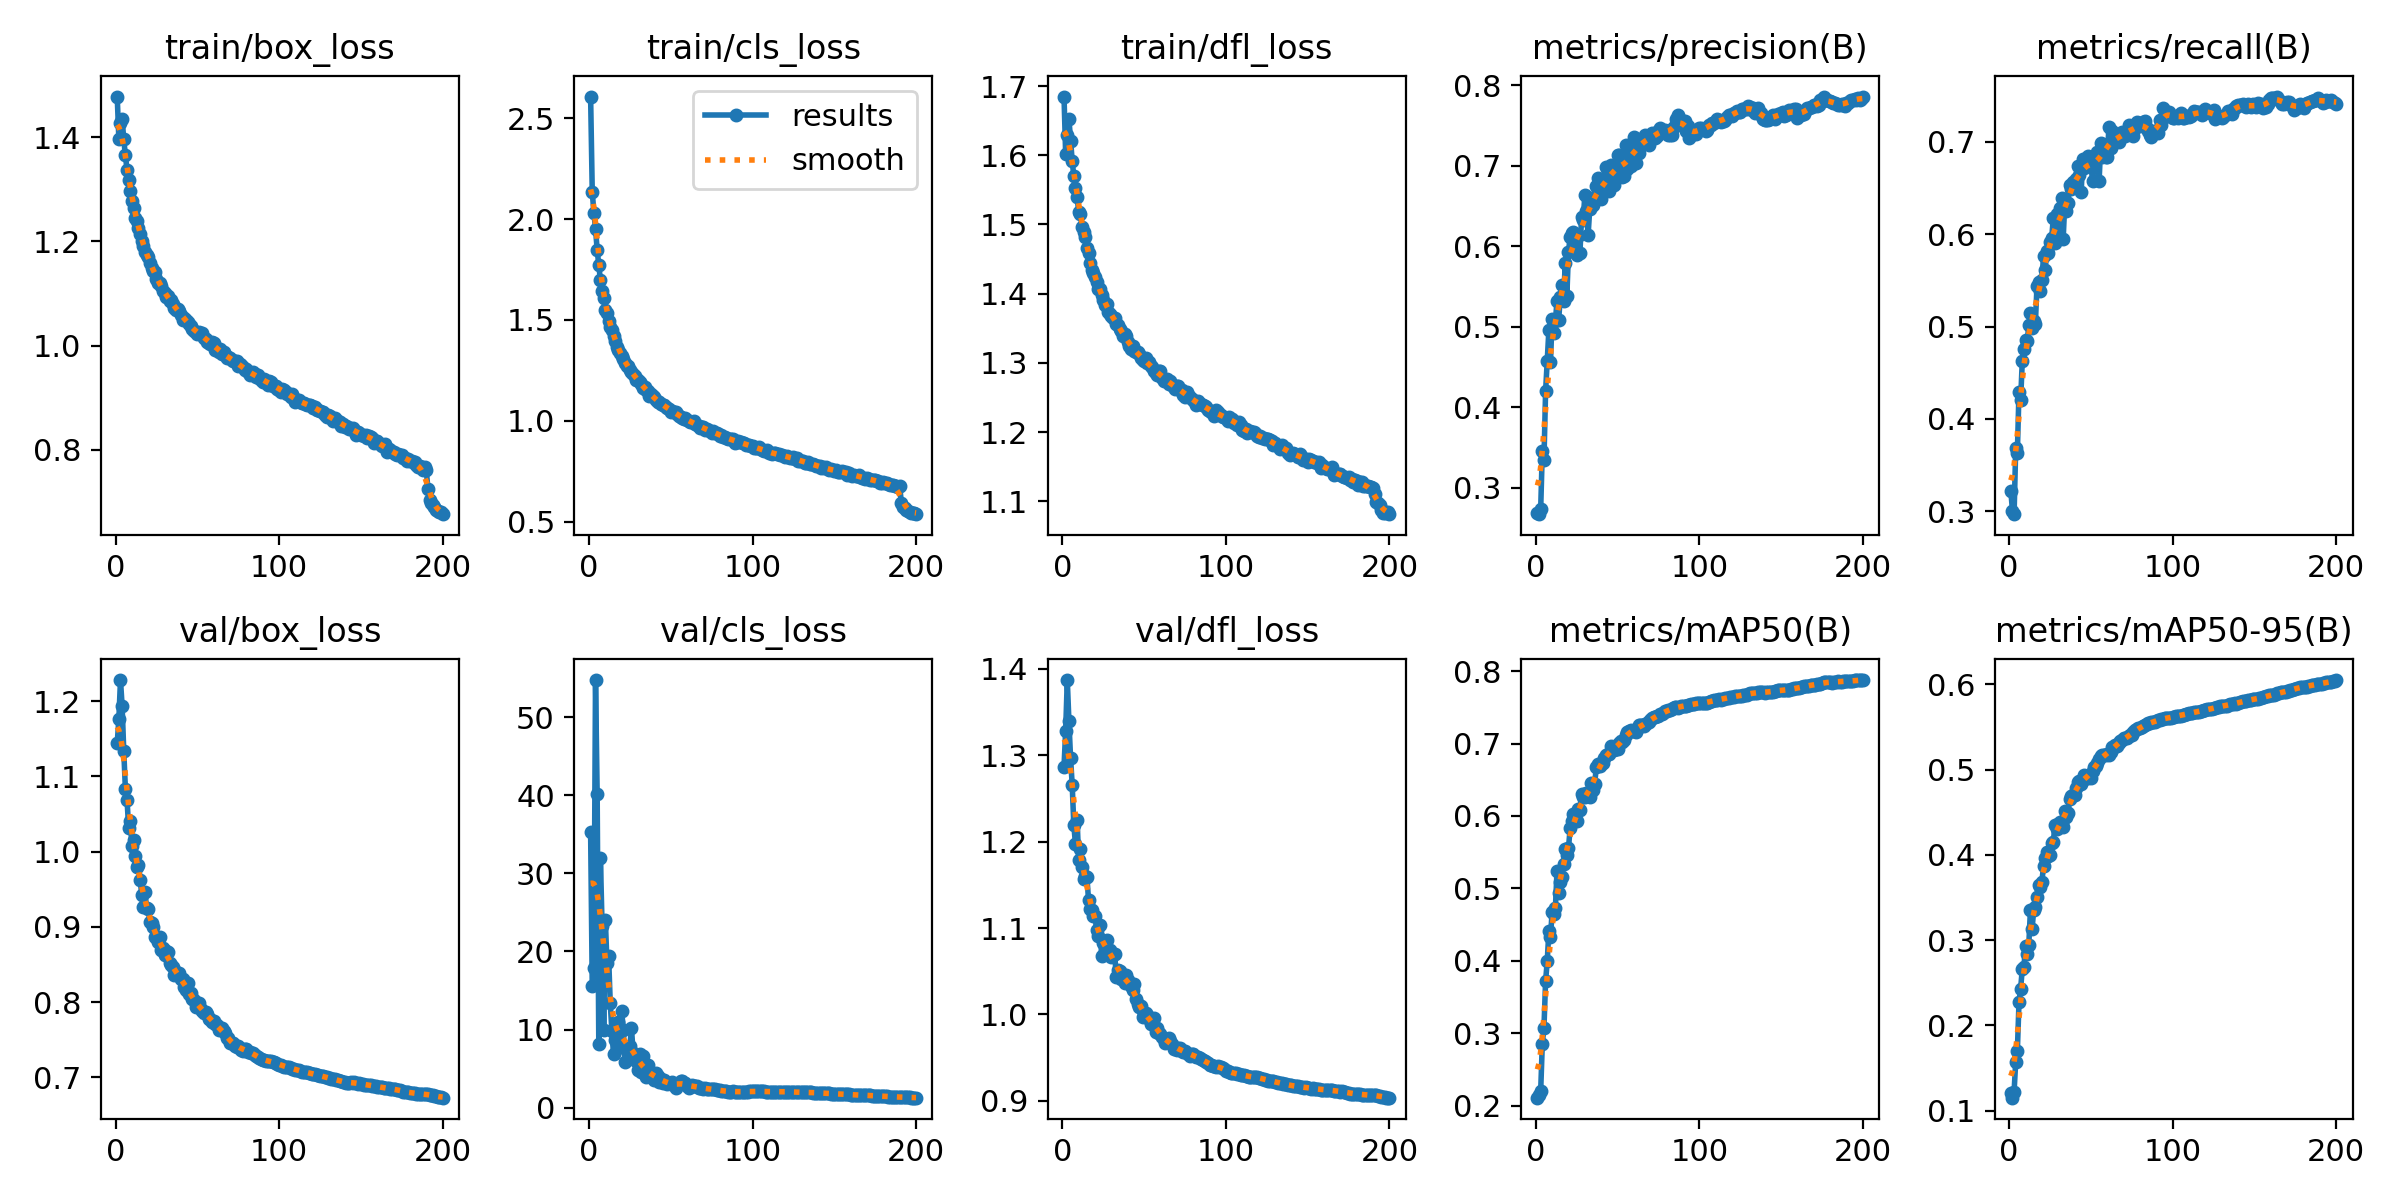 train/box_loss
1.4
1.2
1.0
0.8
0 100 200
train/cls_loss
results
smooth
2.5
2.0
1.5
1.0
0.5
0 100 200
train/dfl_loss
1.7
1.6
1.5
1.4
1.3
1.2
1.1
0 100 200
metrics/precision(B)
0.8
0.7
0.6
0.5
0.4
0.3
0 100 200
metrics/recall(B)
0.7
0.6
0.5
0.4
0.3
0 100 200
val/box_loss
1.2
1.1
1.0
0.9
0.8
0.7
0 100 200
val/cls_loss
50
40
30
20
10
0
0 100 200
val/dfl_loss
1.4
1.3
1.2
1.1
1.0
0.9
0 100 200
metrics/mAP50(B)
0.8
0.7
0.6
0.5
0.4
0.3
0.2
0 100 200
metrics/mAP50-95(B)
0.6
0.5
0.4
0.3
0.2
0.1
0 100 200